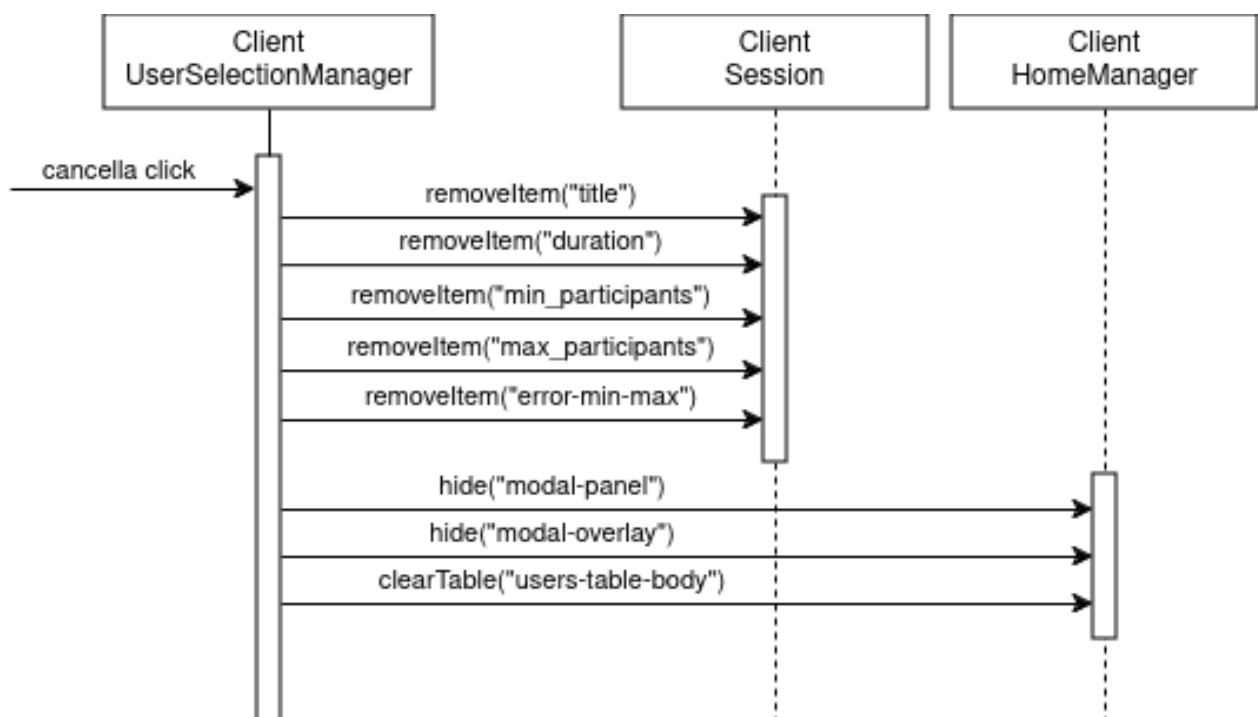 Client
UserSelectionManager
Client
Session
Client
HomeManager
cancella click
removeItem("title")
removeItem("duration")
removeItem("min_participants")
removeItem("max_participants")
removeItem("error-min-max")
hide("modal-panel")
hide("modal-overlay")
clearTable("users-table-body")